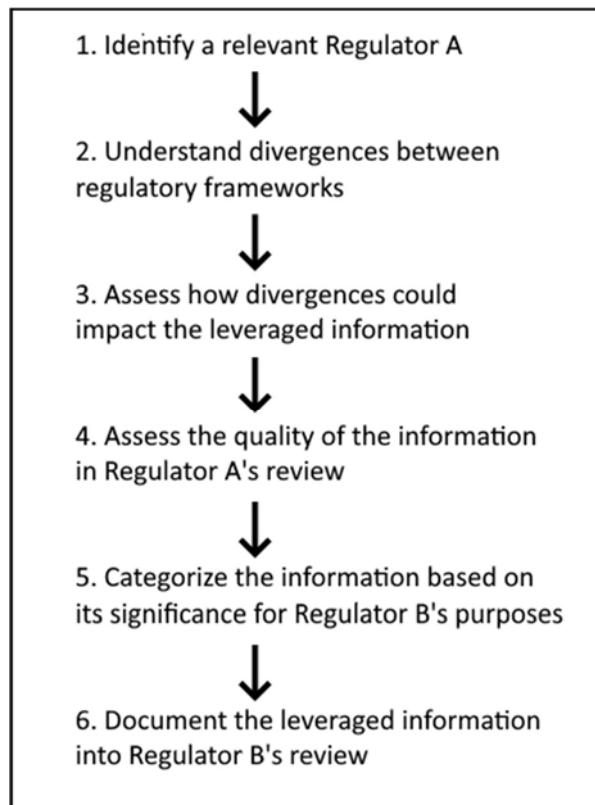 1. Identify a relevant Regulator A
2. Understand divergences between
regulatory frameworks
3. Assess how divergences could
impact the leveraged information
4. Assess the quality of the information
in Regulator A's review
5. Categorize the information based on
its significance for Regulator B's purposes
6. Document the leveraged information
into Regulator B's review